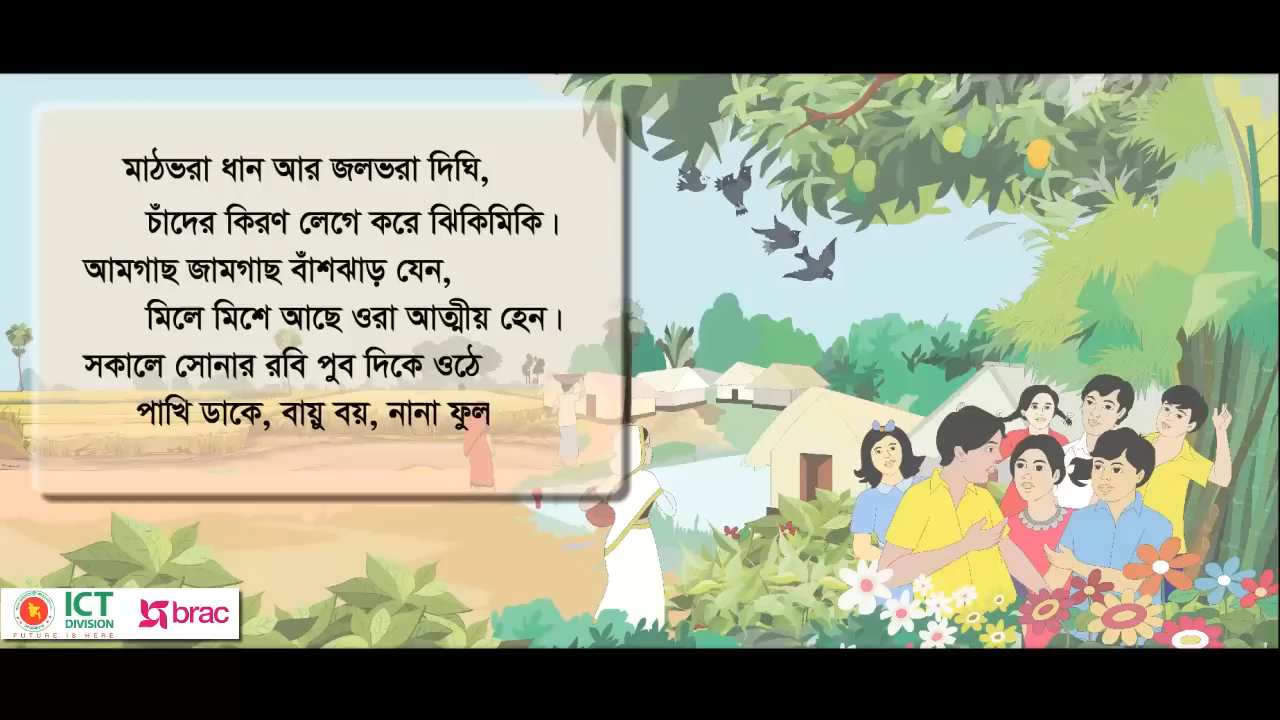 মাঠভরা ধান আর জলভরা দিঘি,
চাঁদের কিরণ লেগে করে ঝিকিমিকি।
আমগাছ জামগাছ বাঁশঝাড় যেন,
মিলে মিশে আছে ওরা আত্মীয় হেন।
সকালে সোনার রবি পুব দিকে ওঠে
পাখি ডাকে, বায়ু বয়, নানা ফুল
ICT
DIVISION
FUTURE IS HERE
brac